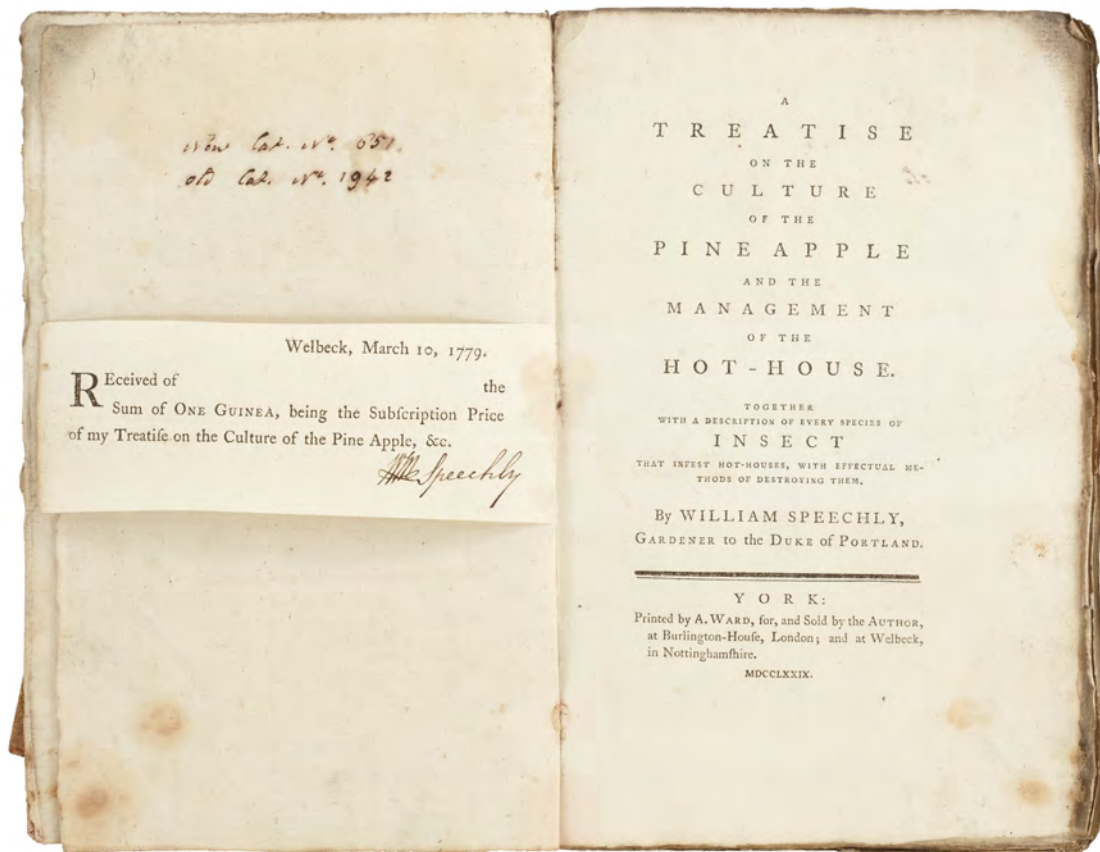 New Cat. No. 651.
Old Cat. No. 1942
Welbeck, March 10, 1779.
REceived of the
Sum of ONE GUINEA, being the Subſcription Price
of my Treatiſe on the Culture of the Pine Apple, &c.
Wm Speechly
A
TREATISE
ON THE
CULTURE
OF THE
PINE APPLE
AND THE
MANAGEMENT
OF THE
HOT-HOUSE.
TOGETHER
WITH A DESCRIPTION OF EVERY SPECIES OF
INSECT
THAT INFEST HOT-HOUSES, WITH EFFECTUAL ME-
THODS OF DESTROYING THEM.
By WILLIAM SPEECHLY,
GARDENER to the DUKE of PORTLAND.
YORK:
Printed by A. WARD, for, and Sold by the AUTHOR,
at Burlington-Houſe, London; and at Welbeck,
in Nottinghamſhire.
MDCCLXXIX.